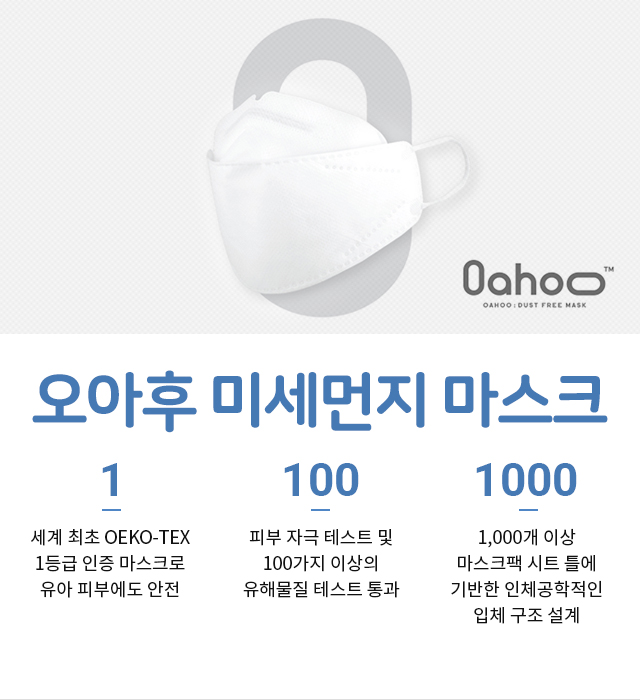 Oahoo™
OAHOO : DUST FREE MASK
오아후 미세먼지 마스크
1
세계 최초 OEKO-TEX
1등급 인증 마스크로
유아 피부에도 안전
100
피부 자극 테스트 및
100가지 이상의
유해물질 테스트 통과
1000
1,000개 이상
마스크팩 시트 틀에
기반한 인체공학적인
입체 구조 설계